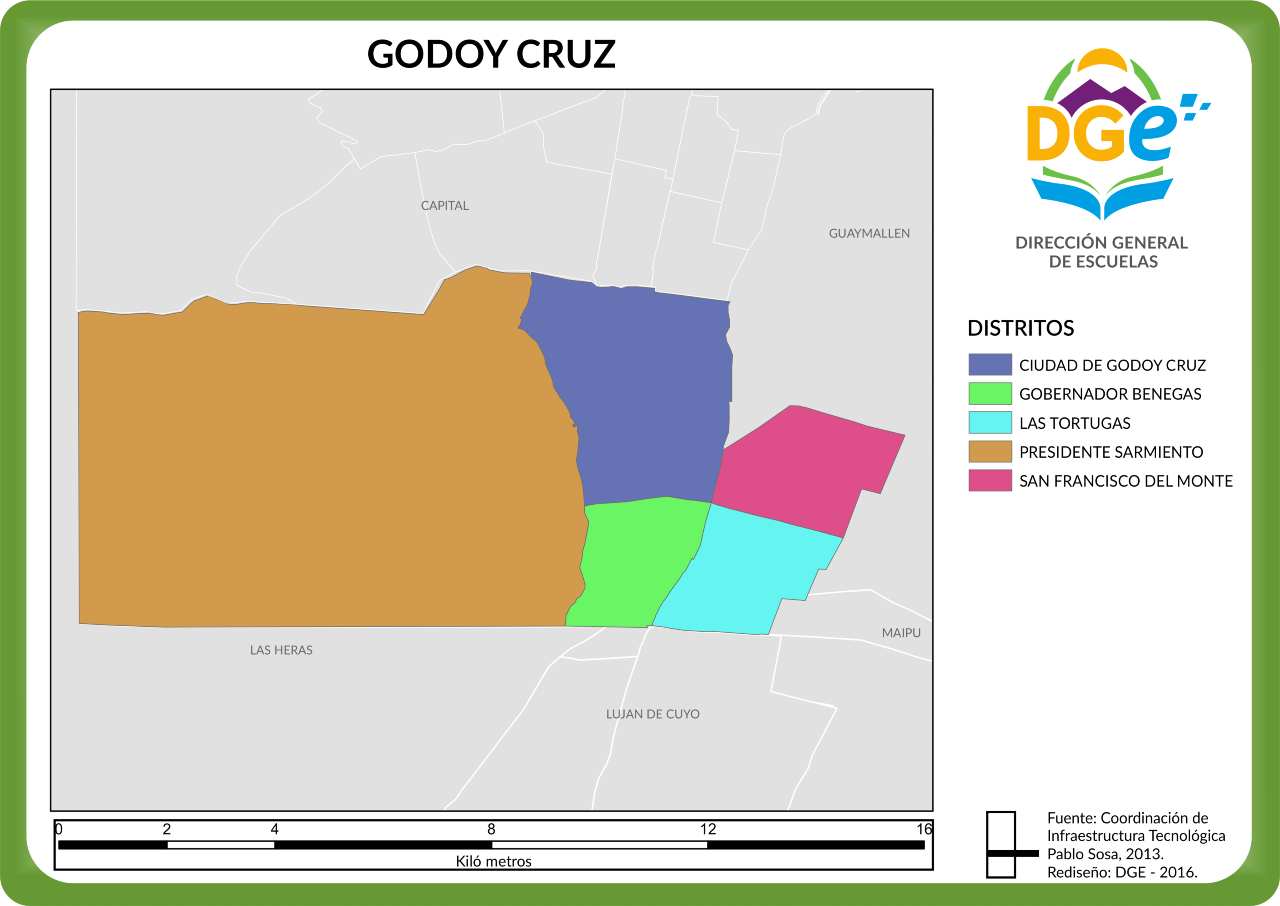 GODOY CRUZ
CAPITAL
GUAYMALLEN
LAS HERAS
MAIPU
LUJAN DE CUYO
0 2 4 8 12 16
Kiló metros
DGe
DIRECCIÓN GENERAL
DE ESCUELAS
DISTRITOS
CIUDAD DE GODOY CRUZ
GOBERNADOR BENEGAS
LAS TORTUGAS
PRESIDENTE SARMIENTO
SAN FRANCISCO DEL MONTE
Fuente: Coordinación de
Infraestructura Tecnológica
Pablo Sosa, 2013.
Rediseño: DGE - 2016.